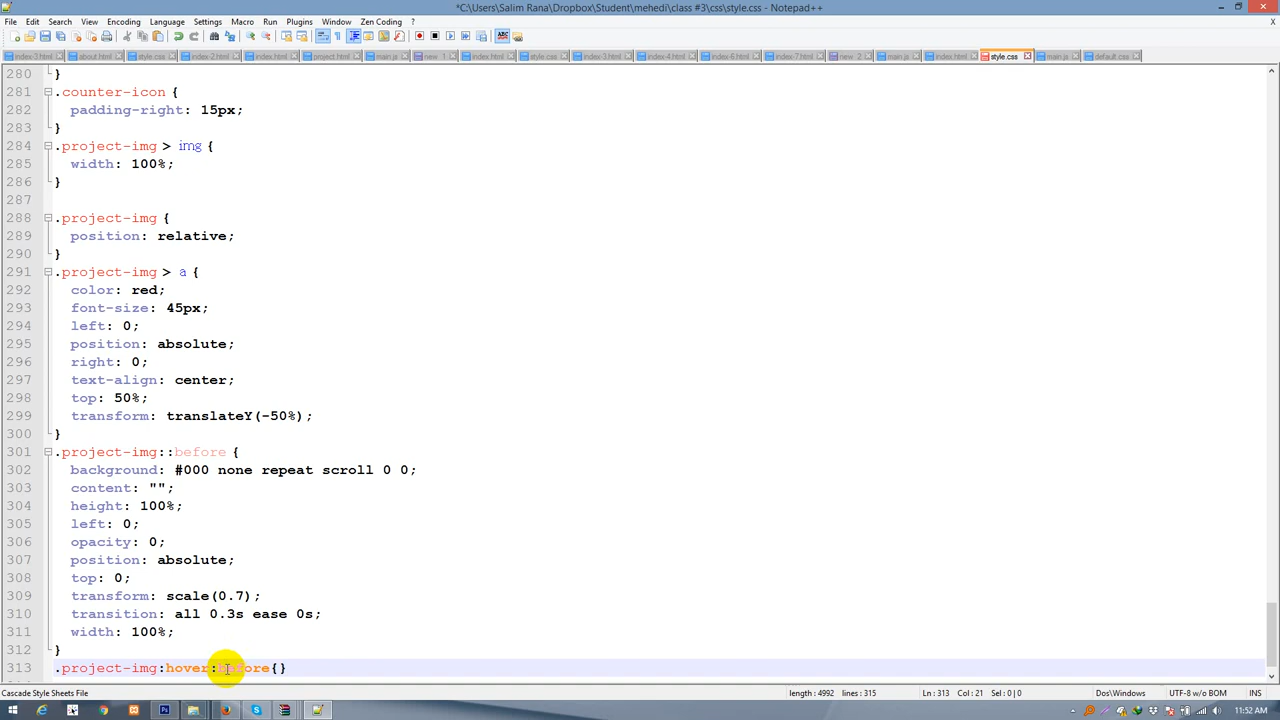 *C:\Users\Salim Rana\Dropbox\Student\mehedi\class #3\css\style.css - Notepad++
File Edit Search View Encoding Language Settings Macro Run Plugins Window Zen Coding ?
index-3.html about.html style.css index-2.html index.html project.html main.js new 1 index.html style.css index-3.html index-4.html index-6.html index-7.html new 2 main.js index.html style.css main.js default.css
280 }
281 .counter-icon {
282 padding-right: 15px;
283 }
284 .project-img > img {
285 width: 100%;
286 }
287
288 .project-img {
289 position: relative;
290 }
291 .project-img > a {
292 color: red;
293 font-size: 45px;
294 left: 0;
295 position: absolute;
296 right: 0;
297 text-align: center;
298 top: 50%;
299 transform: translateY(-50%);
300 }
301 .project-img::before {
302 background: #000 none repeat scroll 0 0;
303 content: "";
304 height: 100%;
305 left: 0;
306 opacity: 0;
307 position: absolute;
308 top: 0;
309 transform: scale(0.7);
310 transition: all 0.3s ease 0s;
311 width: 100%;
312 }
313 .project-img:hover:before{}
Cascade Style Sheets File length : 4992 lines : 315 Ln : 313 Col : 21 Sel : 0 | 0 Dos\Windows UTF-8 w/o BOM INS
11:52 AM